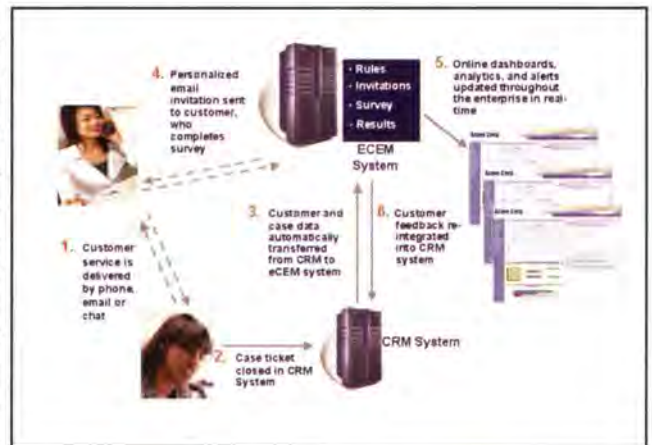 4. Personalized
email
invitation sent
to customer,
who
completes
survey
- Rules
- Invitations
- Survey
- Results
ECEM
System
5. Online dashboards,
analytics, and alerts
updated throughout
the enterprise in real-
time
1. Customer
service is
delivered
by phone,
email or
chat
3. Customer and
case data
automatically
transferred
from CRM to
eCEM system
6. Customer
feedback re-
integrated
into CRM
system
2. Case ticket
closed in CRM
System
CRM System